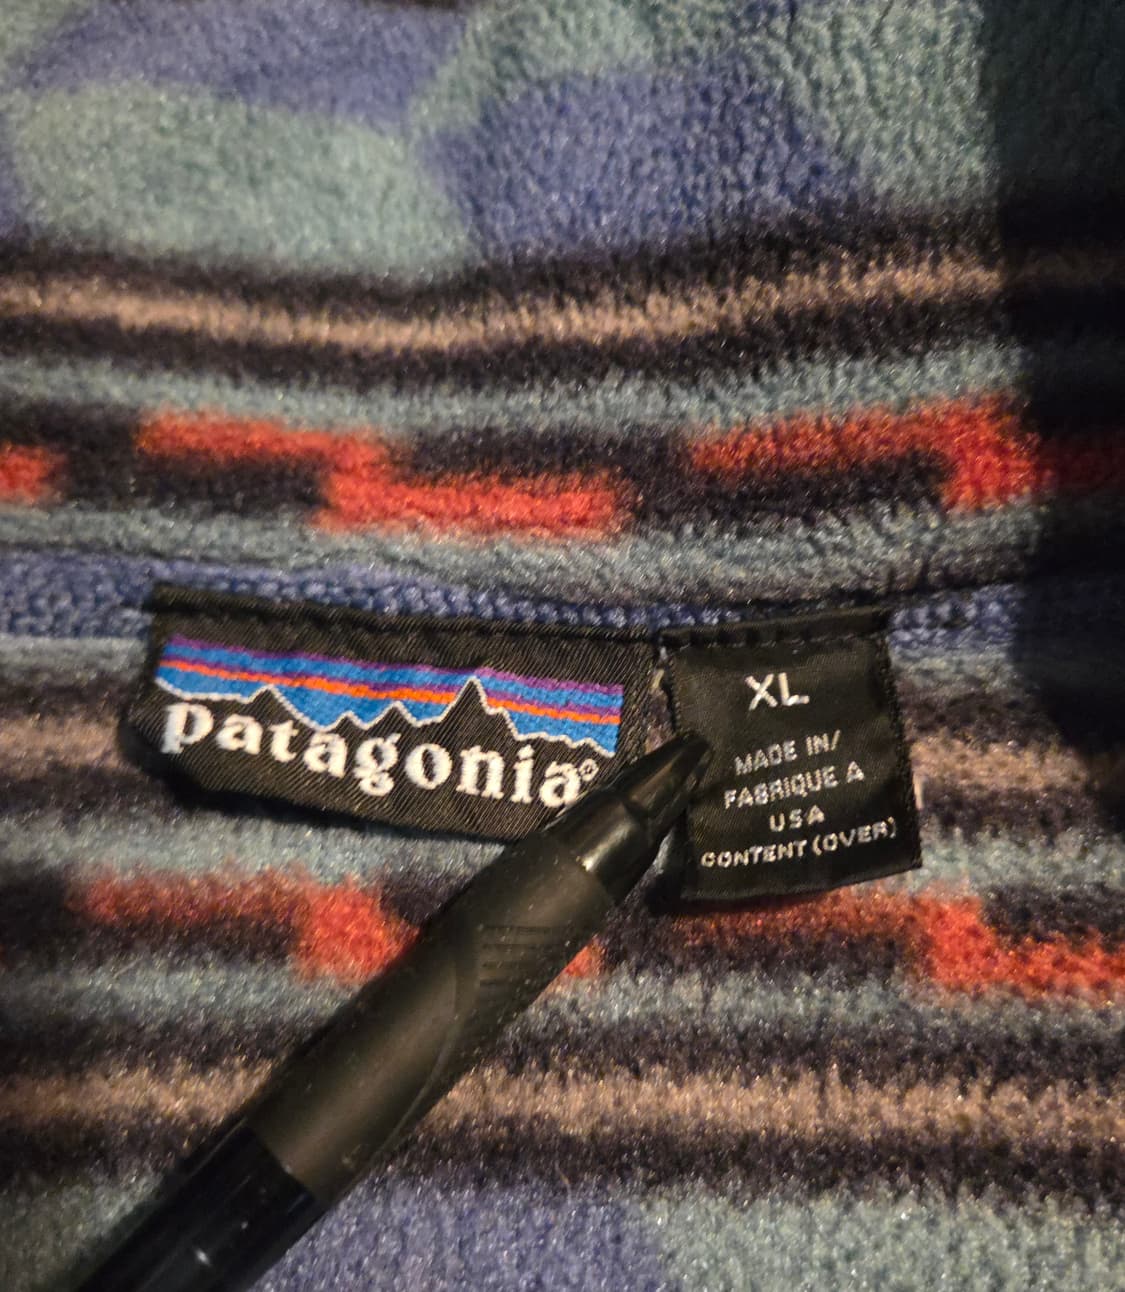 patagonia®
XL
MADE IN/
FABRIQUE A
USA
CONTENT (OVER)